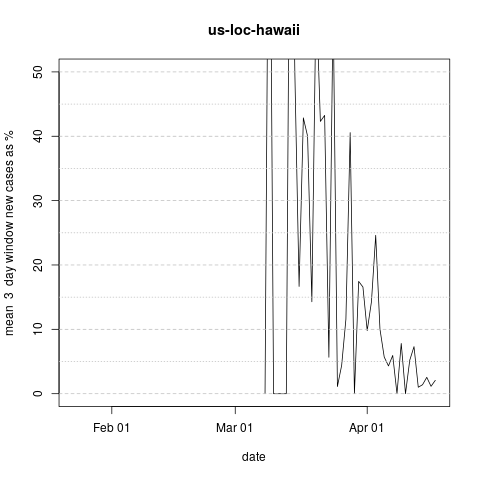 us-loc-hawaii
mean 3 day window new cases as %
50
40
30
20
10
0
Feb 01
Mar 01
Apr 01
date